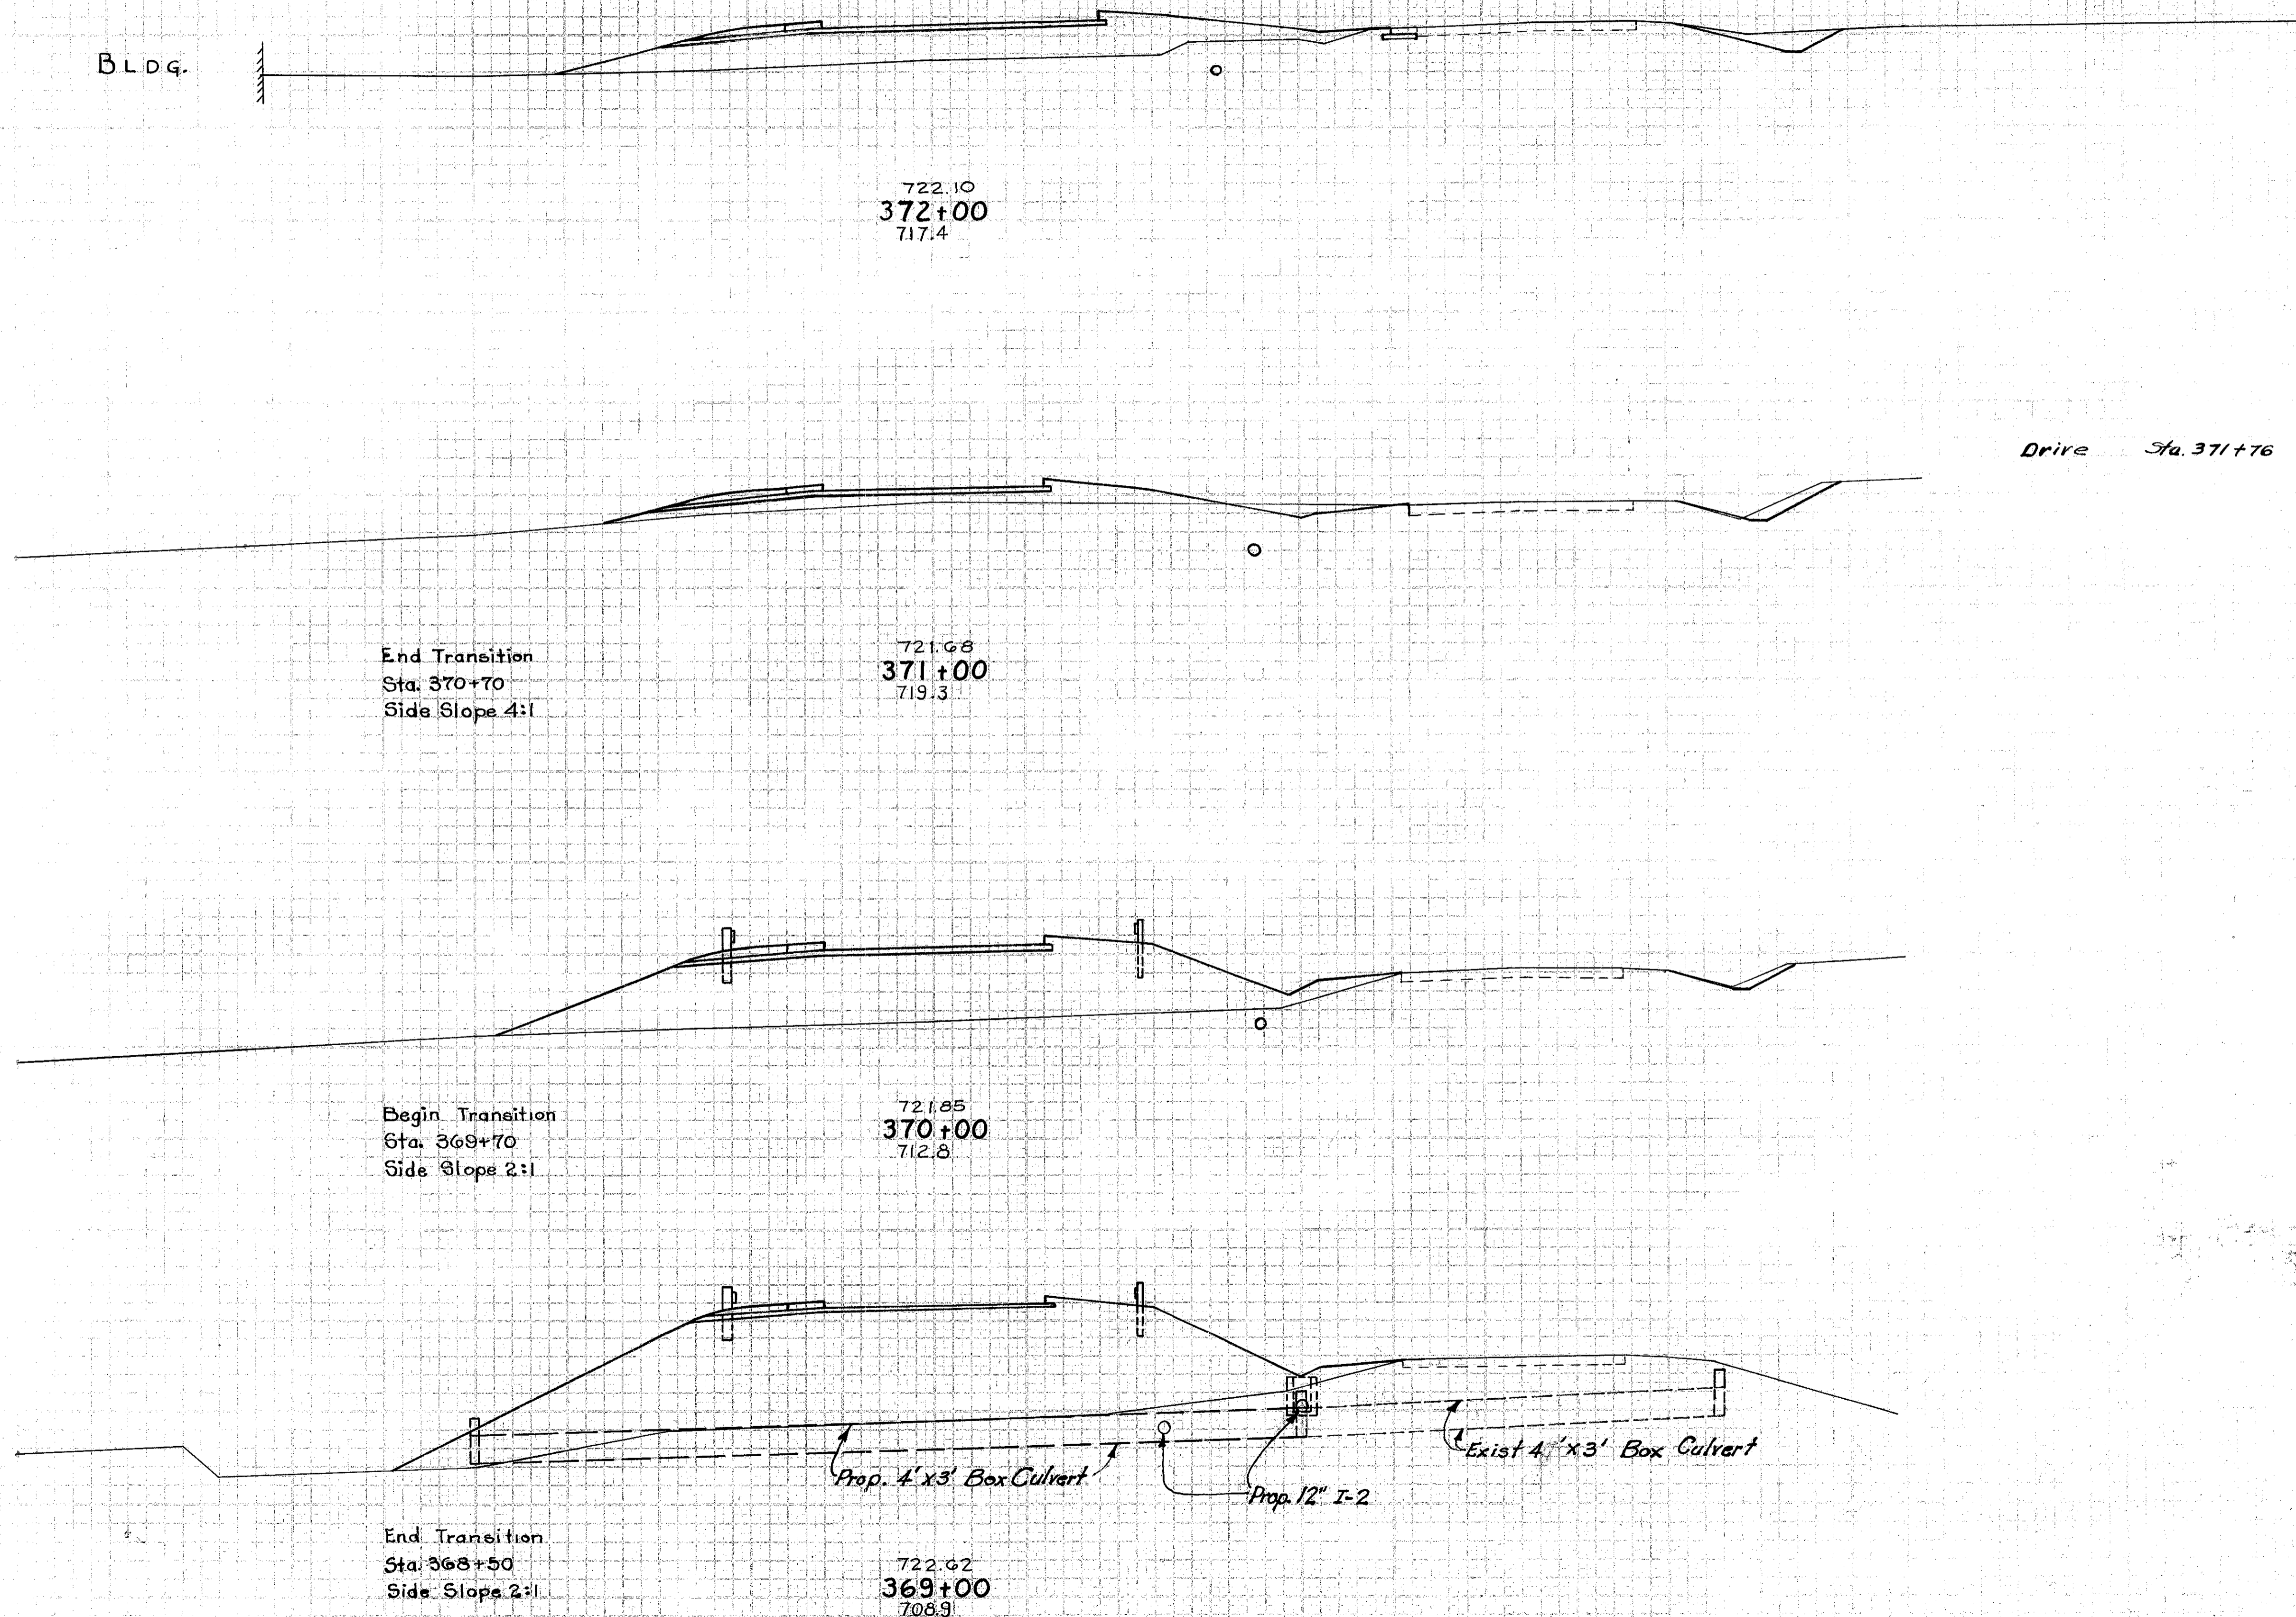 BLDG.
722.10
372+00
717.4
Drive Sta. 371+76
End Transition
Sta. 370+70
Side Slope 4:1
721.68
371+00
719.3
Begin Transition
Sta. 369+70
Side Slope 2:1
721.85
370+00
712.8
Prop. 4'x3' Box Culvert
Exist 4'x3' Box Culvert
Prop. 12" I-2
End Transition
Sta. 368+50
Side Slope 2:1
722.62
369+00
708.9